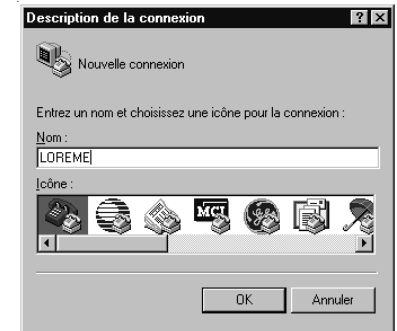 Description de la connexion
Nouvelle connexion
Entrez un nom et choisissez une icône pour la connexion :
Nom :
LOREME
Icône :
MCI
OK Annuler